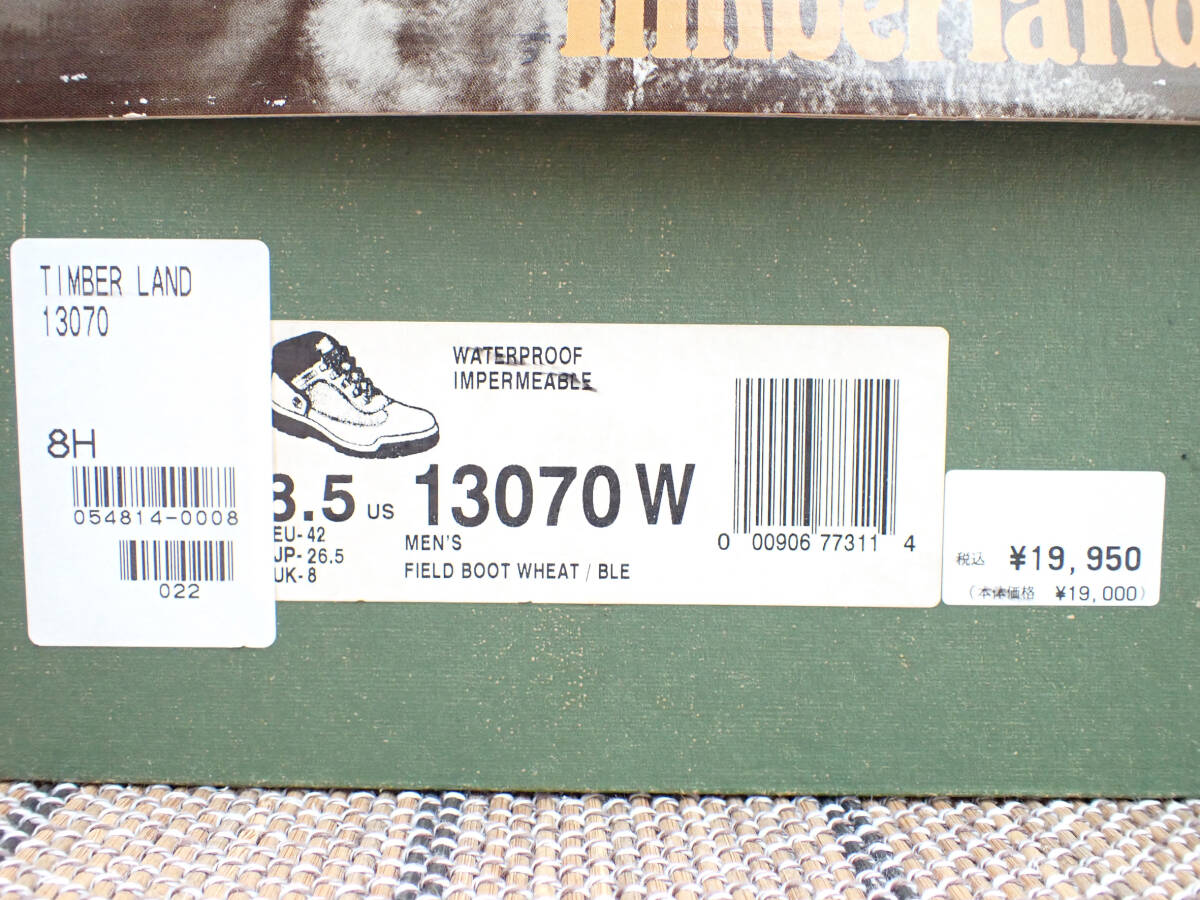 Timberland
TIMBER LAND
13070
8H
054814-0008
022
WATERPROOF
IMPERMEABLE
8.5 US 13070 W
EU-42
JP-26.5
UK-8
MEN'S
FIELD BOOT WHEAT / BLE
0 00906 77311 4
税込 ¥19,950
(本体価格 ¥19,000)